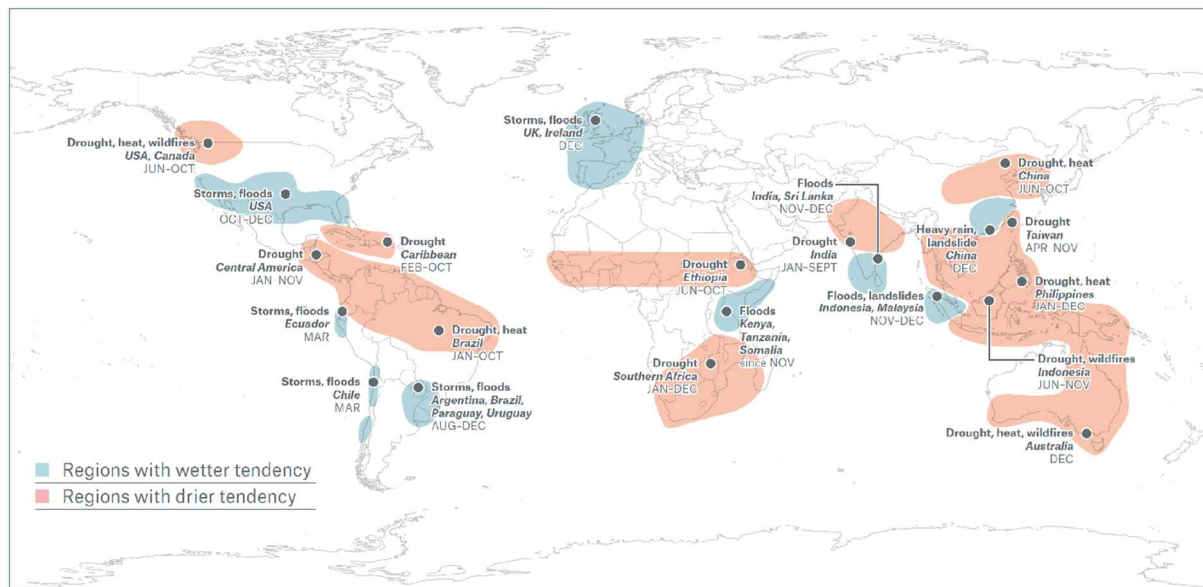 Drought, heat, wildfires
USA, Canada
JUN–OCT
Storms, floods
USA
OCT–DEC
Drought
Caribbean
FEB–OCT
Drought
Central America
JAN–NOV
Storms, floods
Ecuador
MAR
Drought, heat
Brazil
JAN–OCT
Storms, floods
Chile
MAR
Storms, floods
Argentina, Brazil,
Paraguay, Uruguay
AUG–DEC
Storms, floods
UK, Ireland
DEC
Drought
Ethiopia
JUN–OCT
Floods
Kenya,
Tanzania,
Somalia
since NOV
Drought
Southern Africa
JAN–DEC
Floods
India, Sri Lanka
NOV–DEC
Drought
India
JAN–SEPT
Drought, heat
China
JUN–OCT
Heavy rain,
landslide
China
DEC
Drought
Taiwan
APR–NOV
Floods, landslides
Indonesia, Malaysia
NOV–DEC
Drought, heat
Philippines
JAN–DEC
Drought, wildfires
Indonesia
JUN–NOV
Drought, heat, wildfires
Australia
DEC
Regions with wetter tendency
Regions with drier tendency